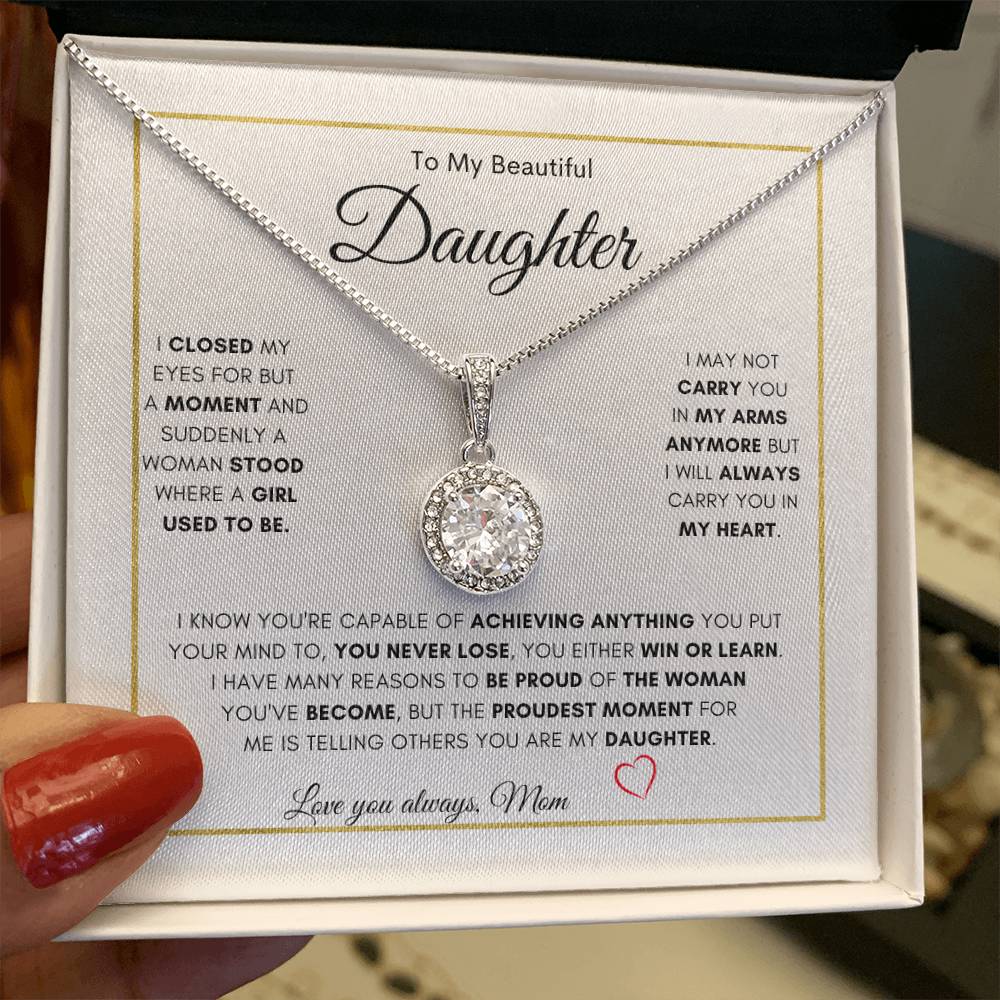 To My Beautiful
Daughter
I CLOSED MY
EYES FOR BUT
A MOMENT AND
SUDDENLY A
WOMAN STOOD
WHERE A GIRL
USED TO BE.
I MAY NOT
CARRY YOU
IN MY ARMS
ANYMORE BUT
I WILL ALWAYS
CARRY YOU IN
MY HEART.
I KNOW YOU'RE CAPABLE OF ACHIEVING ANYTHING YOU PUT
YOUR MIND TO, YOU NEVER LOSE, YOU EITHER WIN OR LEARN.
I HAVE MANY REASONS TO BE PROUD OF THE WOMAN
YOU'VE BECOME, BUT THE PROUDEST MOMENT FOR
ME IS TELLING OTHERS YOU ARE MY DAUGHTER.
Love you always, Mom